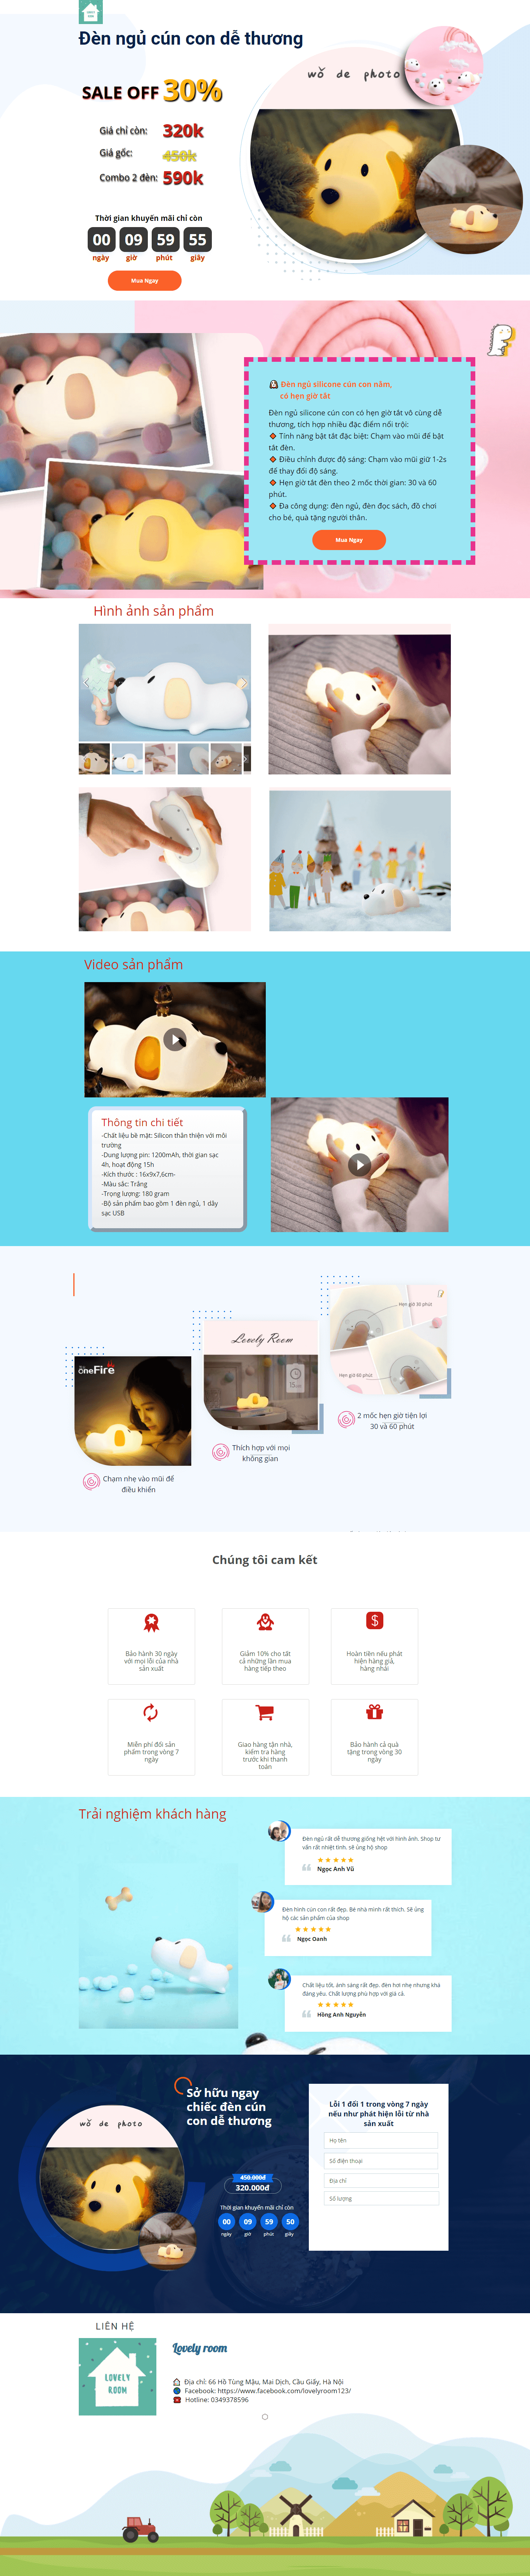 Đèn ngủ cún con dễ thương
wǒ de photo
SALE OFF 30%
Giá chỉ còn: 320k
Giá gốc: 450k
Combo 2 đèn: 590k
Thời gian khuyến mãi chỉ còn
00 09 59 55
ngày giờ phút giây
Mua Ngay
Đèn ngủ silicone cún con nằm,
có hẹn giờ tắt
Đèn ngủ silicone cún con có hẹn giờ tắt vô cùng dễ
thương, tích hợp nhiều đặc điểm nổi trội:
Tính năng bật tắt đặc biệt: Chạm vào mũi để bật
tắt đèn.
Điều chỉnh được độ sáng: Chạm vào mũi giữ 1-2s
để thay đổi độ sáng.
Hẹn giờ tắt đèn theo 2 mốc thời gian: 30 và 60
phút.
Đa công dụng: đèn ngủ, đèn đọc sách, đồ chơi
cho bé, quà tặng người thân.
Mua Ngay
Hình ảnh sản phẩm
Video sản phẩm
Thông tin chi tiết
-Chất liệu bề mặt: Silicon thân thiện với môi
trường
-Dung lượng pin: 1200mAh, thời gian sạc
4h, hoạt động 15h
-Kích thước : 16x9x7,6cm-
-Màu sắc: Trắng
-Trọng lượng: 180 gram
-Bộ sản phẩm bao gồm 1 đèn ngủ, 1 dây
sạc USB
Hẹn giờ 30 phút
Hẹn giờ 60 phút
Lovely Room
oneFire
2 mốc hẹn giờ tiện lợi
30 và 60 phút
Thích hợp với mọi
không gian
Chạm nhẹ vào mũi để
điều khiển
Chúng tôi cam kết
Bảo hành 30 ngày
với mọi lỗi của nhà
sản xuất
Giảm 10% cho tất
cả những lần mua
hàng tiếp theo
Hoàn tiền nếu phát
hiện hàng giả,
hàng nhái
Miễn phí đổi sản
phẩm trong vòng 7
ngày
Giao hàng tận nhà,
kiểm tra hàng
trước khi thanh
toán
Bảo hành cả quà
tặng trong vòng 30
ngày
Trải nghiệm khách hàng
Đèn ngủ rất dễ thương giống hệt với hình ảnh. Shop tư
vấn rất nhiệt tình, sẽ ủng hộ shop
Ngọc Anh Vũ
Đèn hình cún con rất đẹp. Bé nhà mình rất thích. Sẽ ủng
hộ các sản phẩm của shop
Ngọc Oanh
Chất liệu tốt, ánh sáng rất đẹp. đèn hơi nhẹ nhưng khá
đáng yêu. Chất lượng phù hợp với giá cả.
Hồng Anh Nguyễn
Sở hữu ngay
chiếc đèn cún
con dễ thương
wǒ de photo
450.000đ
320.000đ
Thời gian khuyến mãi chỉ còn
00 09 59 50
ngày giờ phút giây
Lỗi 1 đổi 1 trong vòng 7 ngày
nếu như phát hiện lỗi từ nhà
sản xuất
Họ tên
Số điện thoại
Địa chỉ
Số lượng
LIÊN HỆ
LOVELY
ROOM
Lovely room
Địa chỉ: 66 Hồ Tùng Mậu, Mai Dịch, Cầu Giấy, Hà Nội
Facebook: https://www.facebook.com/lovelyroom123/
Hotline: 0349378596